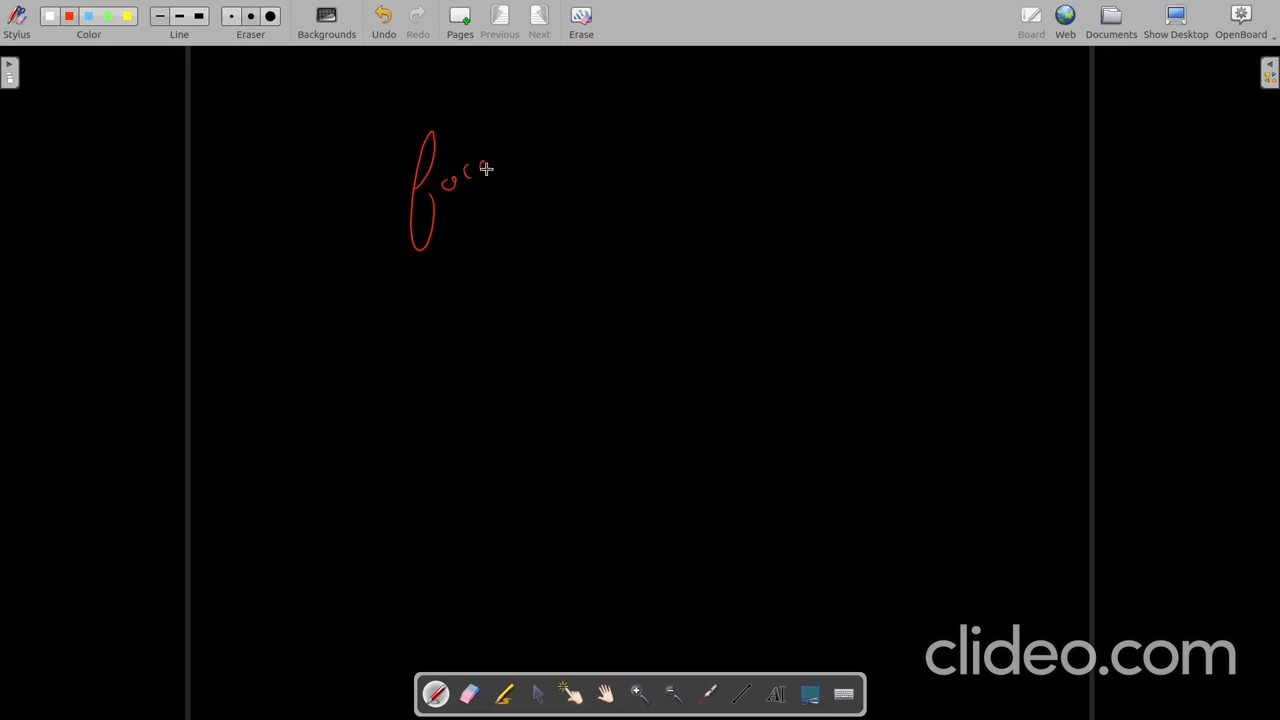 Stylus
Color
Line
Eraser
Backgrounds
Undo
Redo
Pages
Previous
Next
Erase
Board
Web
Documents
Show Desktop
OpenBoard
AI
clideo.com